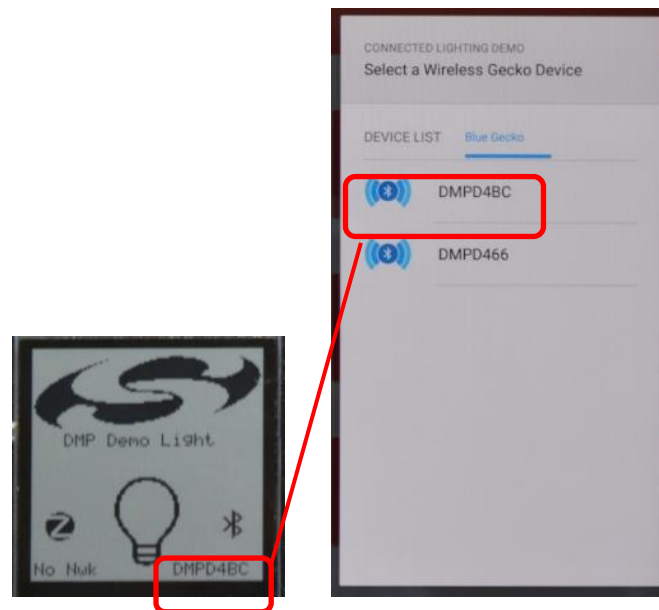 CONNECTED LIGHTING DEMO
Select a Wireless Gecko Device
DEVICE LIST Blue Gecko
DMPD4BC
DMPD466
DMP Demo Light
No Nwk DMPD4BC